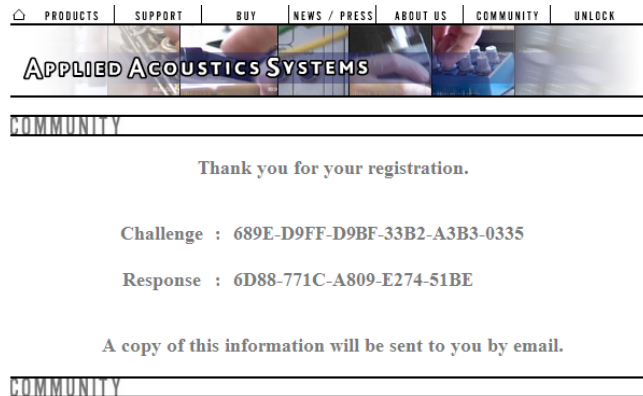 PRODUCTS SUPPORT BUY NEWS / PRESS ABOUT US COMMUNITY UNLOCK
APPLIED ACOUSTICS SYSTEMS
COMMUNITY
Thank you for your registration.
Challenge : 689E-D9FF-D9BF-33B2-A3B3-0335
Response : 6D88-771C-A809-E274-51BE
A copy of this information will be sent to you by email.
COMMUNITY